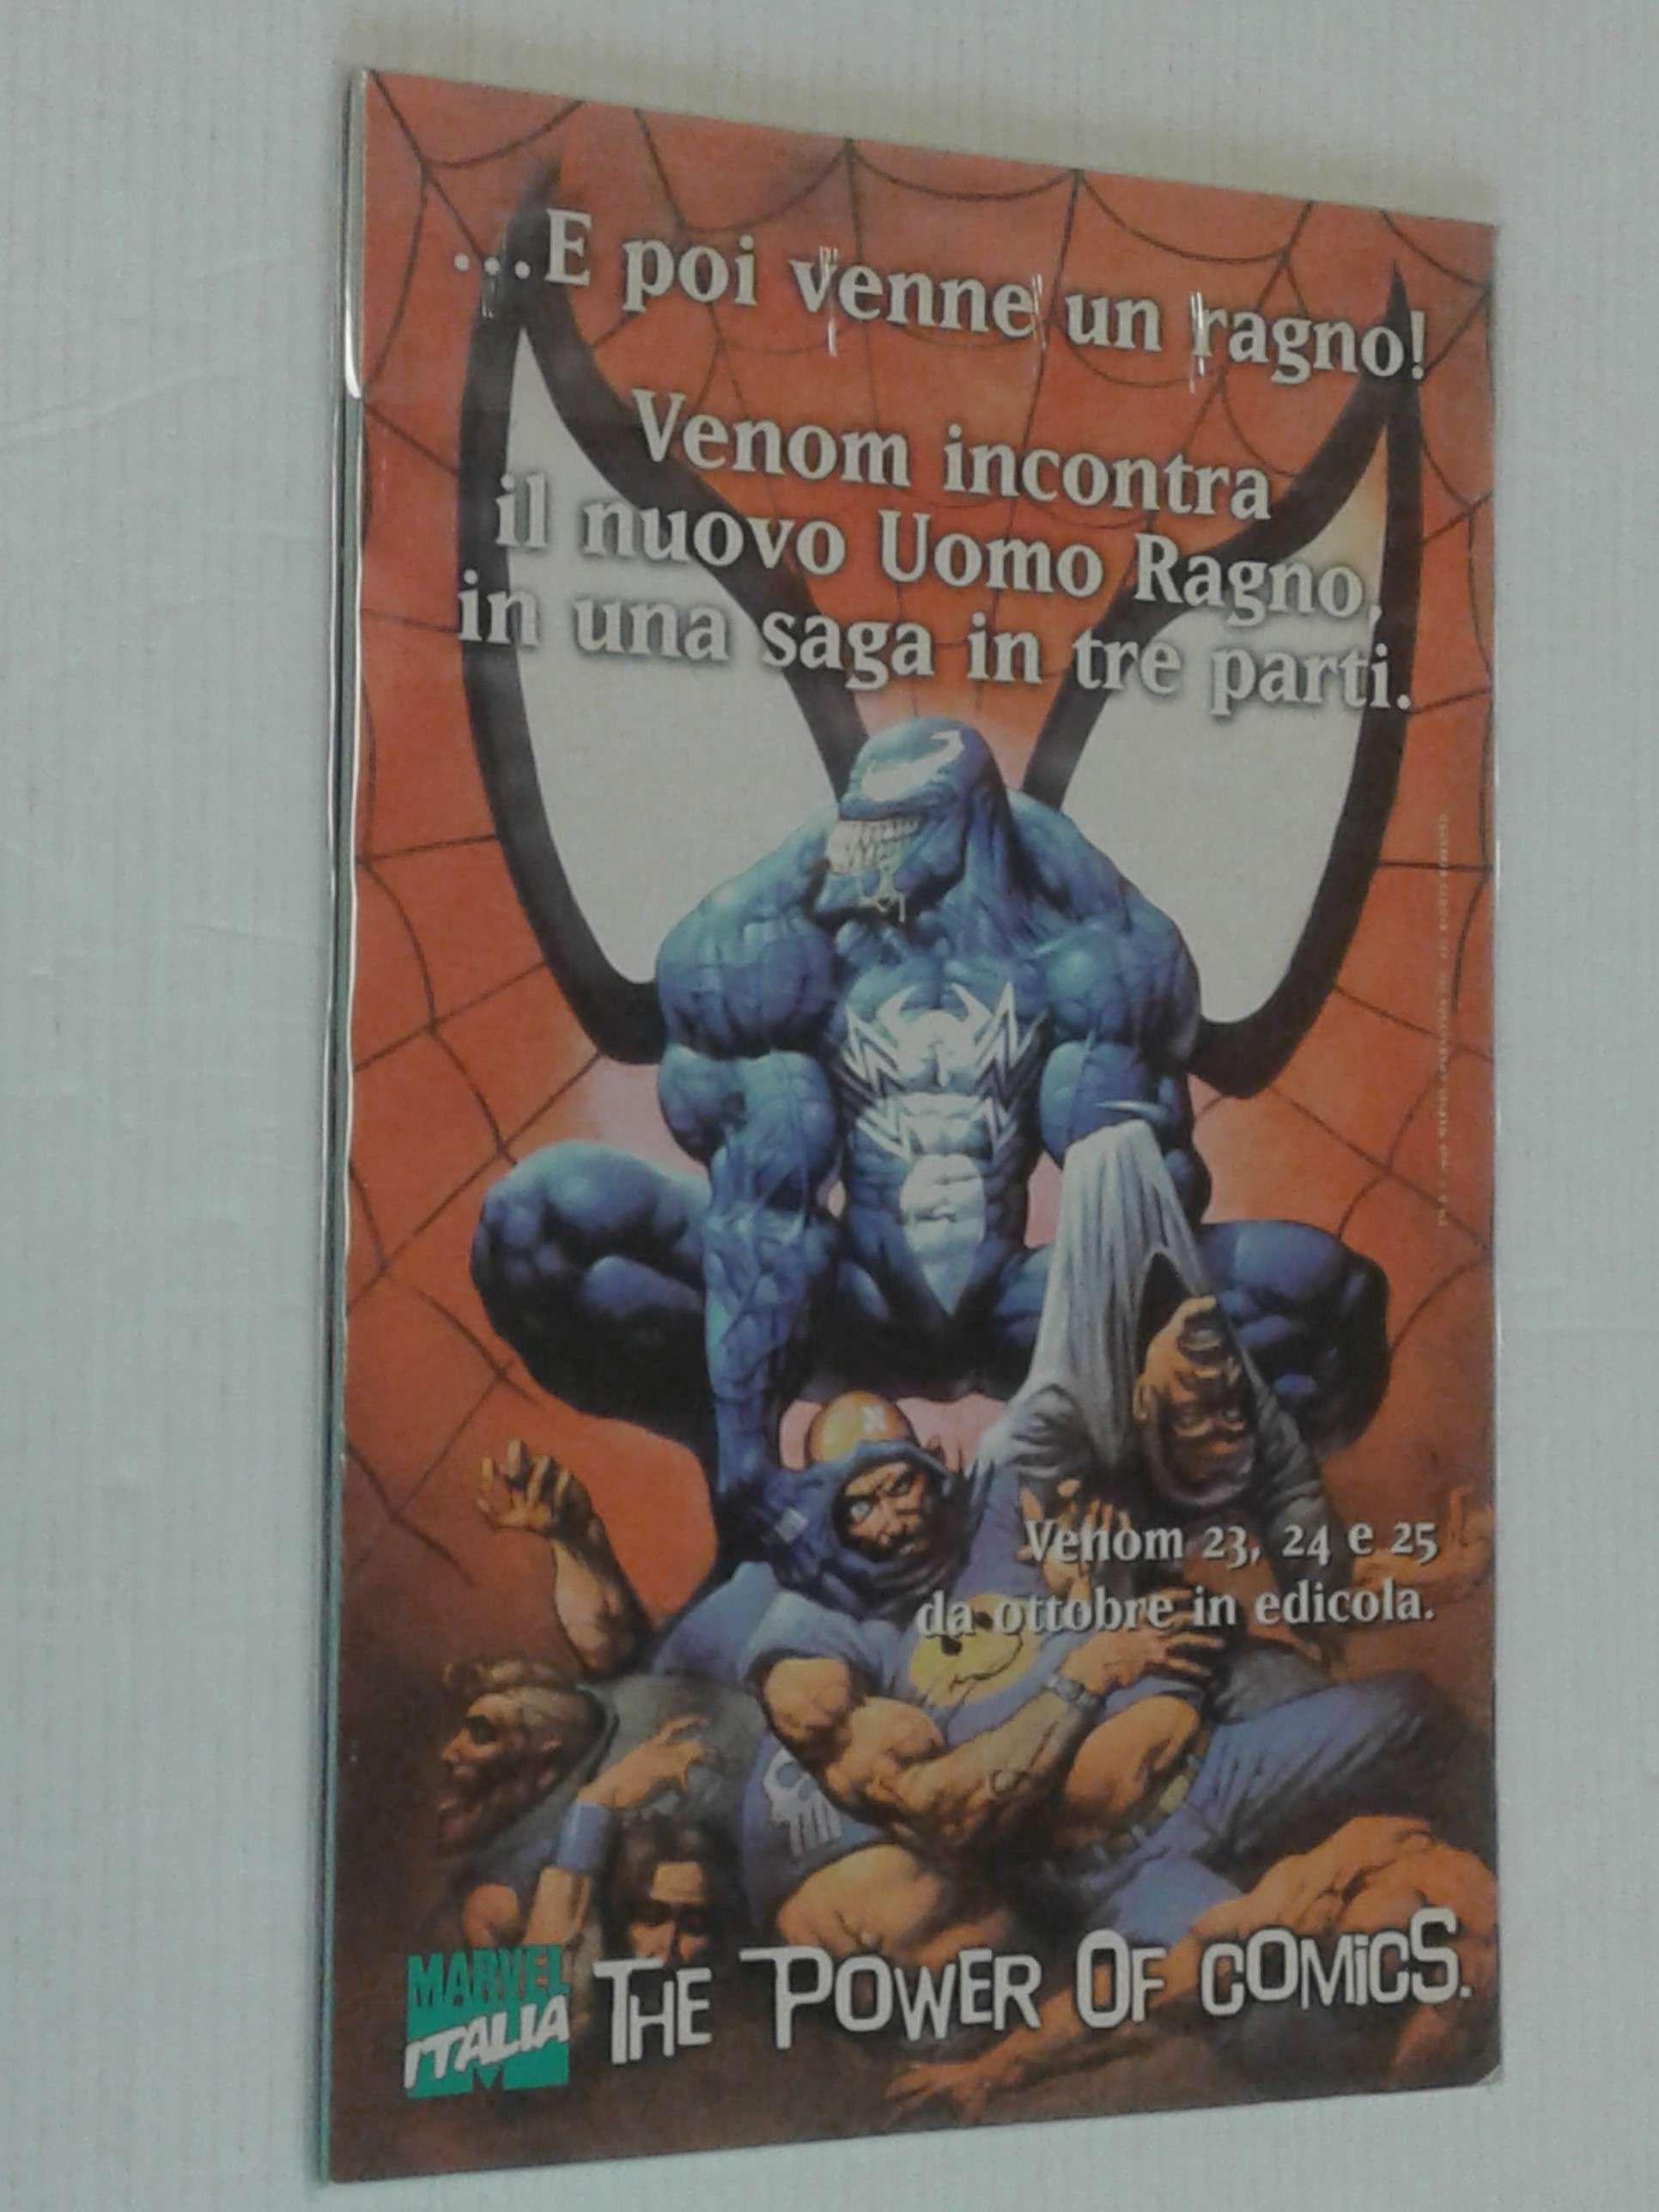 ...E poi venne un ragno!
Venom incontra
il nuovo Uomo Ragno,
in una saga in tre parti.
Venom 23, 24 e 25
da ottobre in edicola.
MARVEL
ITALIA
THE POWER OF COMICS.